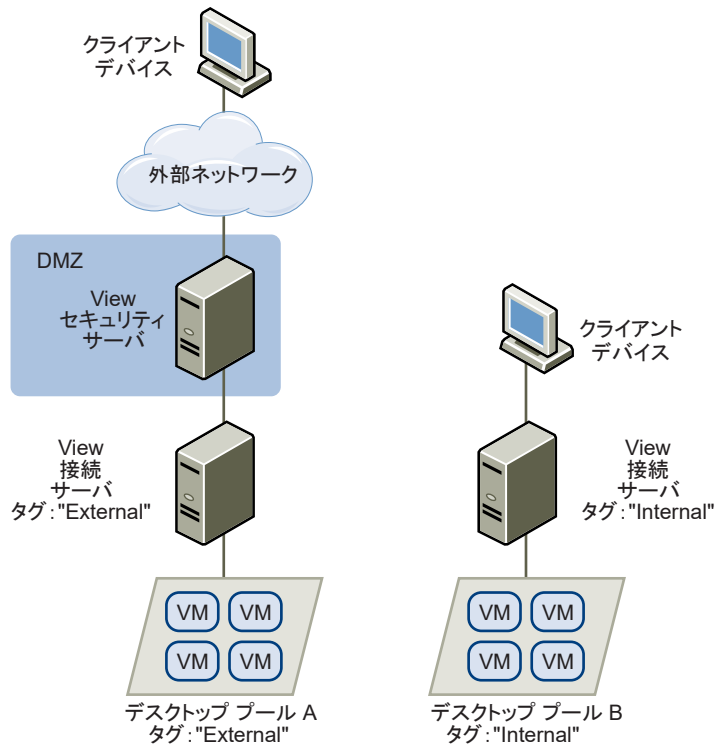 クライアント
デバイス
外部ネットワーク
DMZ
View
セキュリティ
サーバ
クライアント
デバイス
View
接続
サーバ
タグ："External"
View
接続
サーバ
タグ："Internal"
VM VM
VM VM
デスクトップ プール A
タグ："External"
VM VM
VM VM
デスクトップ プール B
タグ："Internal"